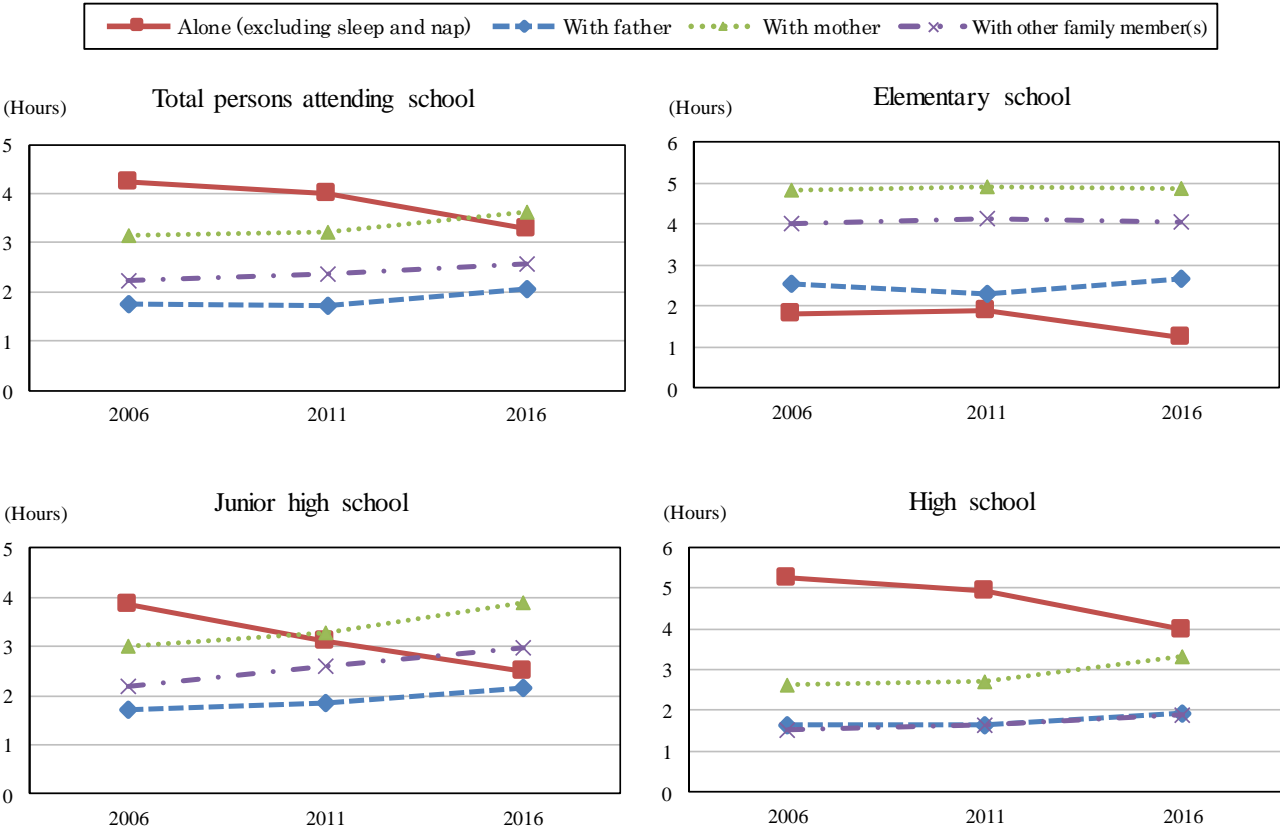 Alone (excluding sleep and nap) With father With mother With other family member(s)
Total persons attending school
(Hours)
5
4
3
2
1
0
2006 2011 2016
Elementary school
(Hours)
6
5
4
3
2
1
0
2006 2011 2016
Junior high school
(Hours)
5
4
3
2
1
0
2006 2011 2016
High school
(Hours)
6
5
4
3
2
1
0
2006 2011 2016